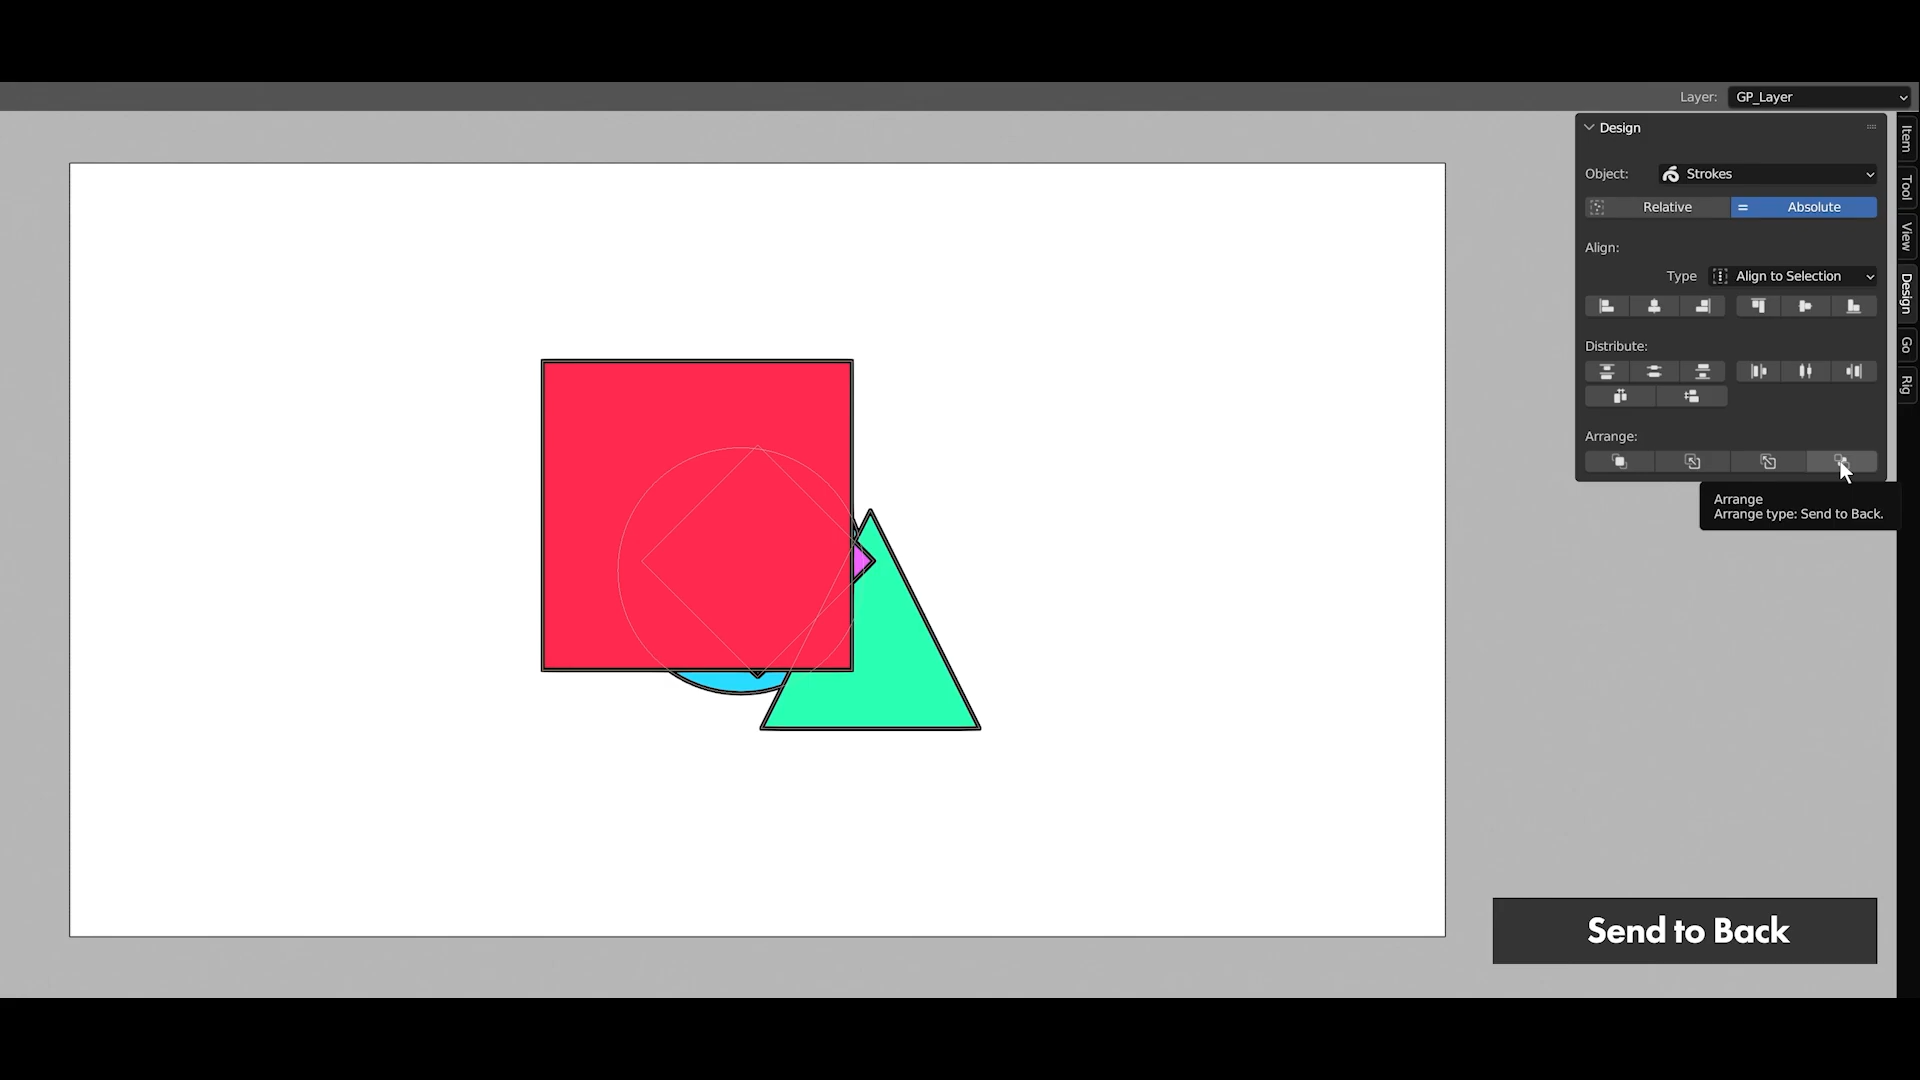 Layer: GP_Layer
Design
Object: Strokes
Relative Absolute
Align:
Type Align to Selection
Distribute:
Arrange:
Arrange
Arrange type: Send to Back.
Item
Tool
View
Design
Go
Rig
Send to Back